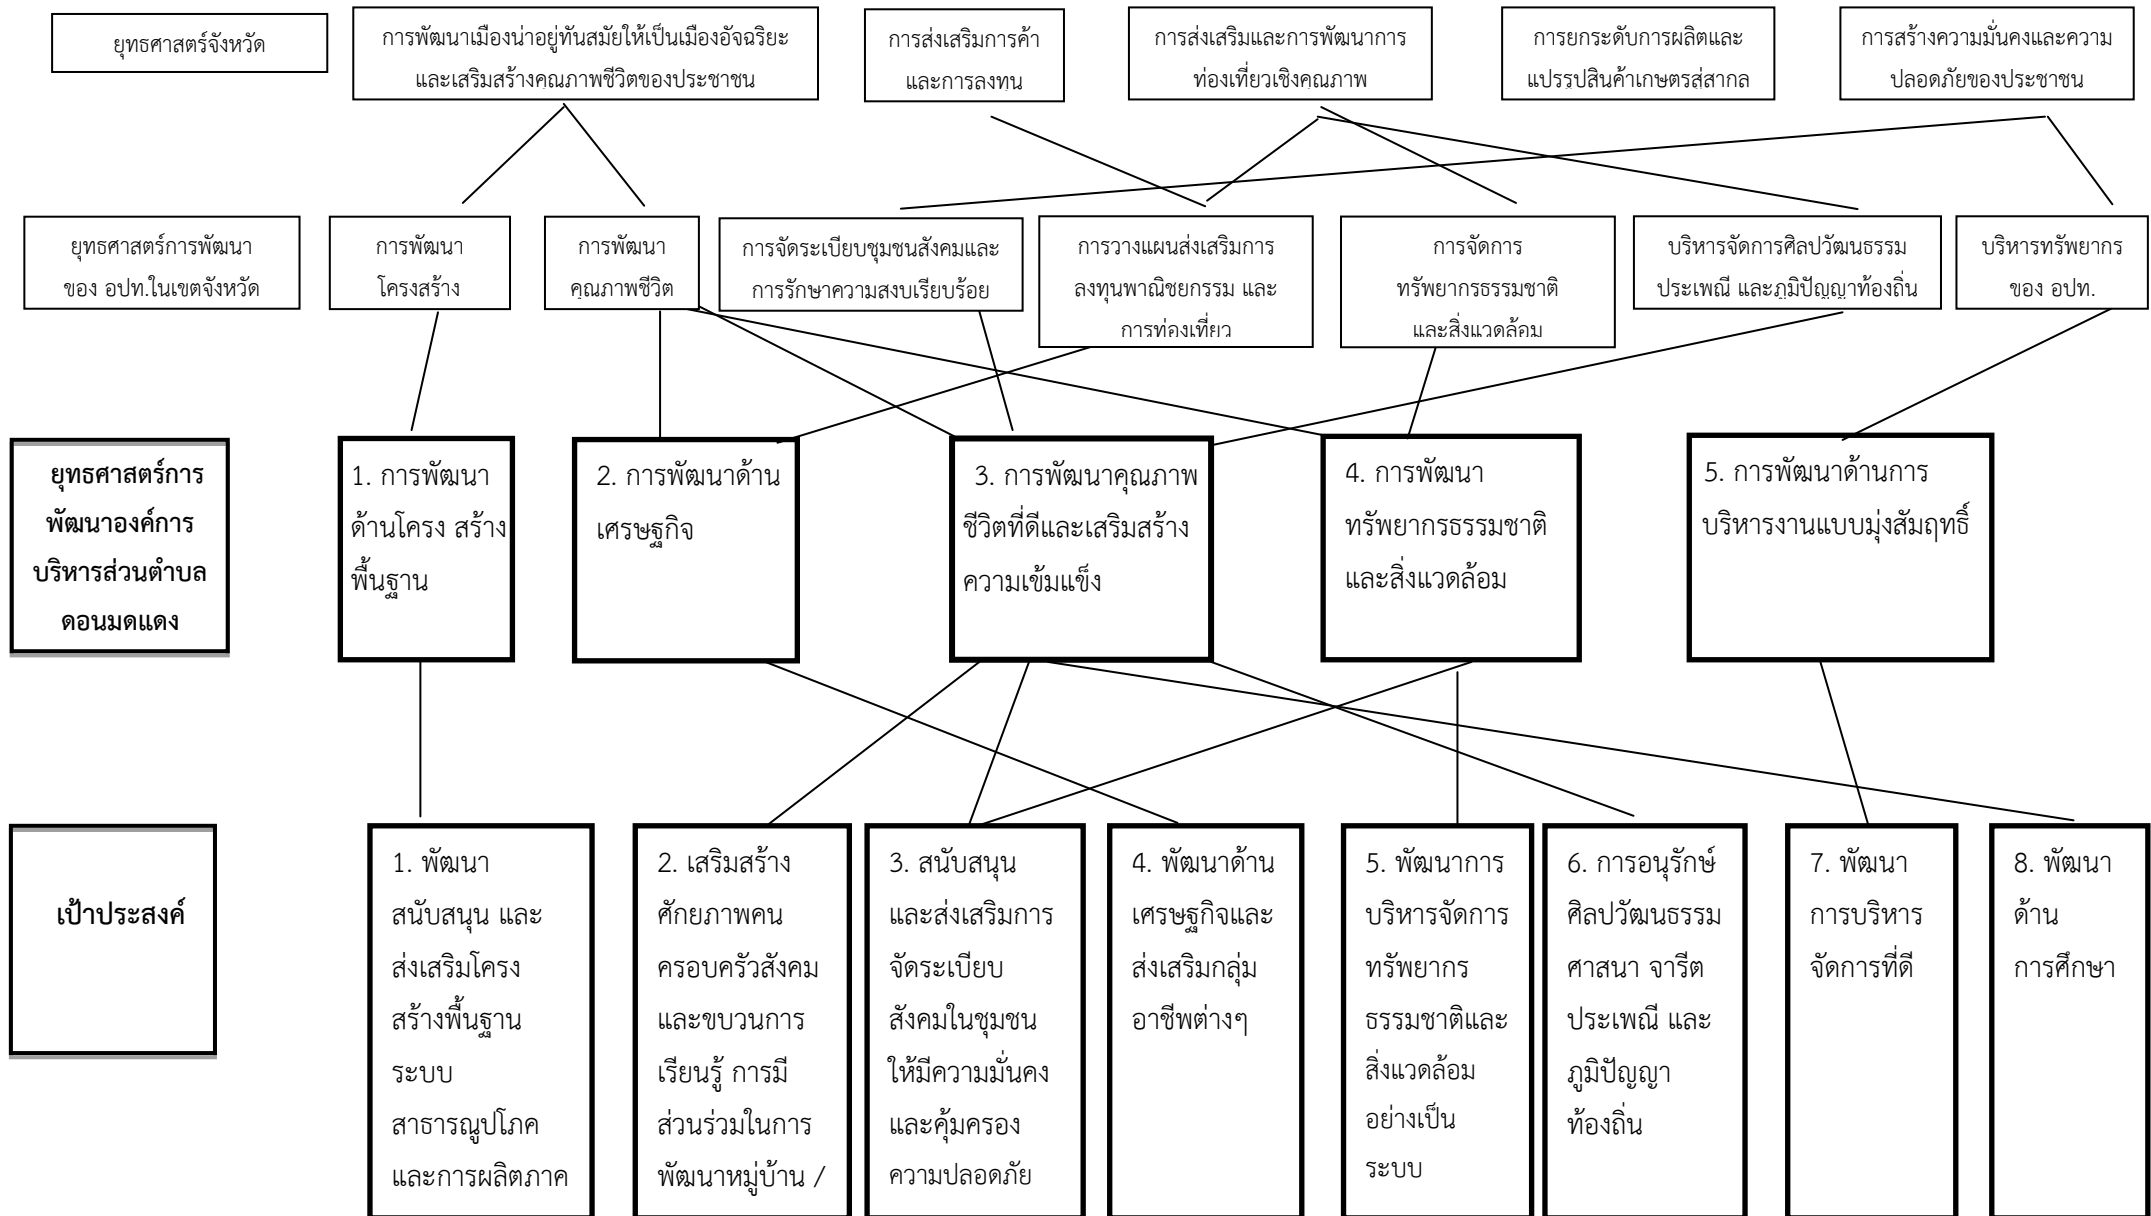 ยุทธศาสตร์จังหวัด
การพัฒนาเมืองน่าอยู่ทันสมัยให้เป็นเมืองอัจฉริยะ
และเสริมสร้างคุณภาพชีวิตของประชาชน
การส่งเสริมการค้า
และการลงทุน
การส่งเสริมและการพัฒนาการ
ท่องเที่ยวเชิงคุณภาพ
การยกระดับการผลิตและ
แปรรูปสินค้าเกษตรสู่สากล
การสร้างความมั่นคงและความ
ปลอดภัยของประชาชน
ยุทธศาสตร์การพัฒนา
ของ อปท.ในเขตจังหวัด
การพัฒนา
โครงสร้าง
การพัฒนา
คุณภาพชีวิต
การจัดระเบียบชุมชนสังคมและ
การรักษาความสงบเรียบร้อย
การวางแผนส่งเสริมการ
ลงทุนพาณิชยกรรม และ
การท่องเที่ยว
การจัดการ
ทรัพยากรธรรมชาติ
และสิ่งแวดล้อม
บริหารจัดการศิลปวัฒนธรรม
ประเพณี และภูมิปัญญาท้องถิ่น
บริหารทรัพยากร
ของ อปท.
ยุทธศาสตร์การ
พัฒนาองค์การ
บริหารส่วนตำบล
ดอนมดแดง
1. การพัฒนา
ด้านโครง สร้าง
พื้นฐาน
2. การพัฒนาด้าน
เศรษฐกิจ
3. การพัฒนาคุณภาพ
ชีวิตที่ดีและเสริมสร้าง
ความเข้มแข็ง
4. การพัฒนา
ทรัพยากรธรรมชาติ
และสิ่งแวดล้อม
5. การพัฒนาด้านการ
บริหารงานแบบมุ่งสัมฤทธิ์
เป้าประสงค์
1. พัฒนา
สนับสนุน และ
ส่งเสริมโครง
สร้างพื้นฐาน
ระบบ
สาธารณูปโภค
และการผลิตภาค
2. เสริมสร้าง
ศักยภาพคน
ครอบครัวสังคม
และขบวนการ
เรียนรู้ การมี
ส่วนร่วมในการ
พัฒนาหมู่บ้าน /
3. สนับสนุน
และส่งเสริมการ
จัดระเบียบ
สังคมในชุมชน
ให้มีความมั่นคง
และคุ้มครอง
ความปลอดภัย
4. พัฒนาด้าน
เศรษฐกิจและ
ส่งเสริมกลุ่ม
อาชีพต่างๆ
5. พัฒนาการ
บริหารจัดการ
ทรัพยากร
ธรรมชาติและ
สิ่งแวดล้อม
อย่างเป็น
ระบบ
6. การอนุรักษ์
ศิลปวัฒนธรรม
ศาสนา จารีต
ประเพณี และ
ภูมิปัญญา
ท้องถิ่น
7. พัฒนา
การบริหาร
จัดการที่ดี
8. พัฒนา
ด้าน
การศึกษา